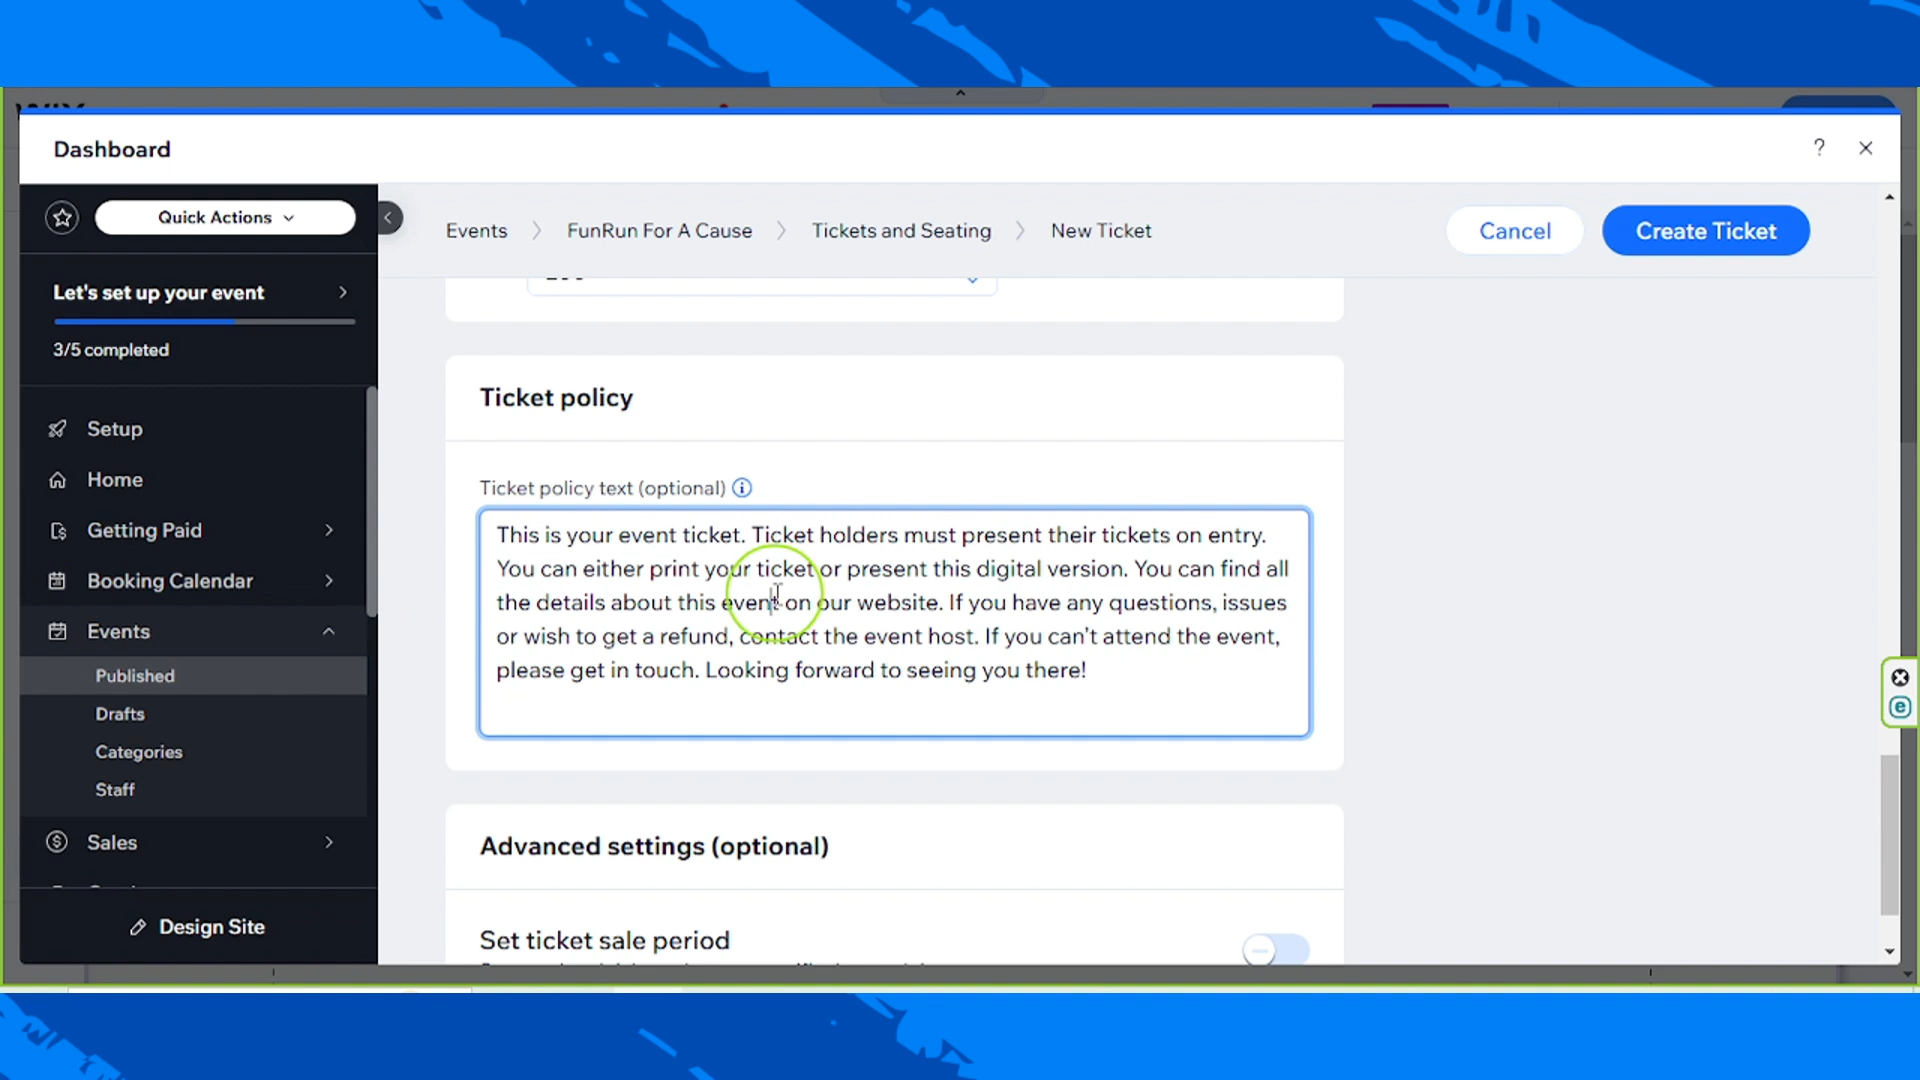 Dashboard
?
Quick Actions
Events
FunRun For A Cause
Tickets and Seating
New Ticket
Cancel
Create Ticket
Let's set up your event
3/5 completed
Setup
Home
Getting Paid
Booking Calendar
Events
Published
Drafts
Categories
Staff
Sales
Design Site
Ticket policy
Ticket policy text (optional)
This is your event ticket. Ticket holders must present their tickets on entry.
You can either print your ticket or present this digital version. You can find all
the details about this event on our website. If you have any questions, issues
or wish to get a refund, contact the event host. If you can't attend the event,
please get in touch. Looking forward to seeing you there!
Advanced settings (optional)
Set ticket sale period